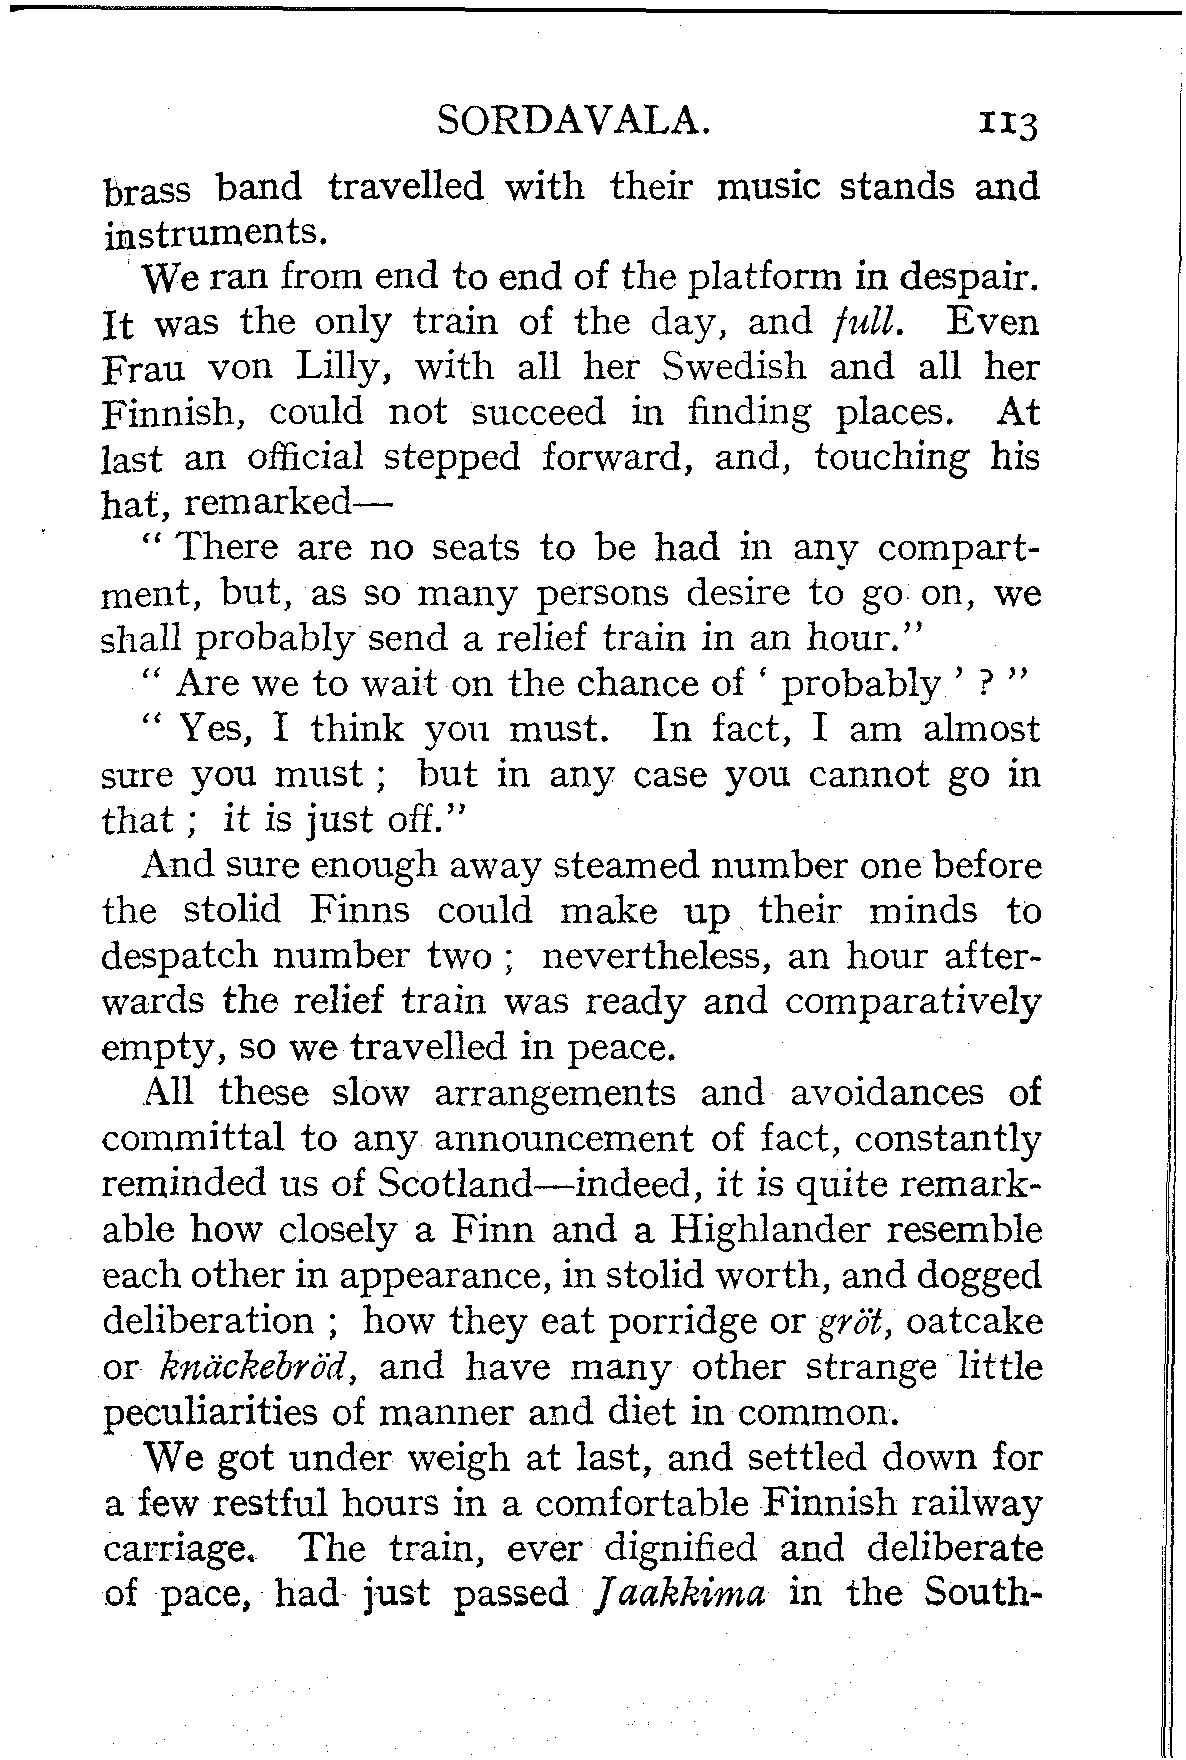 SORDAVALA. 113
brass band travelled with their music stands and
instruments.
We ran from end to end of the platform in despair.
It was the only train of the day, and full. Even
Frau von Lilly, with all her Swedish and all her
Finnish, could not succeed in finding places. At
last an official stepped forward, and, touching his
hat, remarked—
“ There are no seats to be had in any compart-
ment, but, as so many persons desire to go on, we
shall probably send a relief train in an hour.”
“ Are we to wait on the chance of ‘ probably ’ ? ”
“ Yes, I think you must. In fact, I am almost
sure you must ; but in any case you cannot go in
that ; it is just off.”
And sure enough away steamed number one before
the stolid Finns could make up their minds to
despatch number two ; nevertheless, an hour after-
wards the relief train was ready and comparatively
empty, so we travelled in peace.
All these slow arrangements and avoidances of
committal to any announcement of fact, constantly
reminded us of Scotland—indeed, it is quite remark-
able how closely a Finn and a Highlander resemble
each other in appearance, in stolid worth, and dogged
deliberation ; how they eat porridge or gröt, oatcake
or knäckebröd, and have many other strange little
peculiarities of manner and diet in common.
We got under weigh at last, and settled down for
a few restful hours in a comfortable Finnish railway
carriage. The train, ever dignified and deliberate
of pace, had just passed Jaakkima in the South-